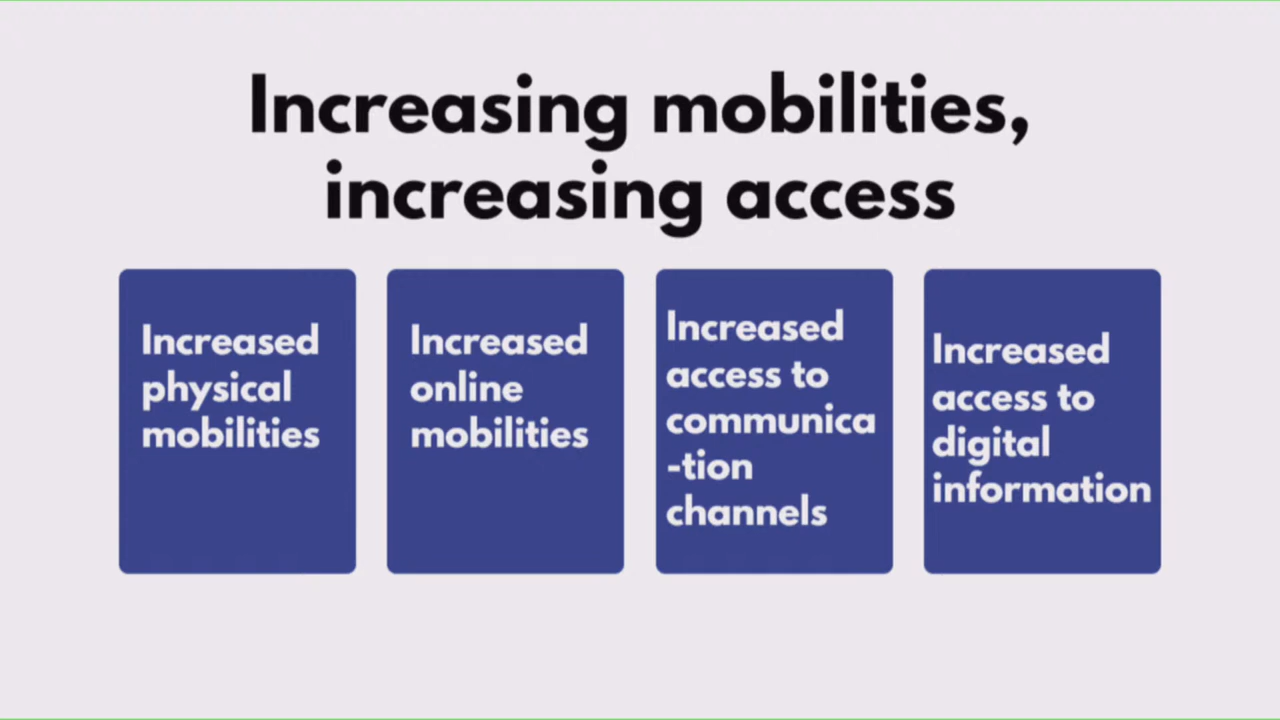 Increasing mobilities,
increasing access
Increased
physical
mobilities
Increased
online
mobilities
Increased
access to
communica
-tion
channels
Increased
access to
digital
information